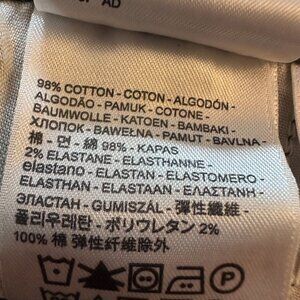 AD
98% COTTON - COTON - ALGODÓN -
ALGODÃO - PAMUK - COTONE -
BAUMWOLLE - KATOEN - BAMBAKI -
ХЛОПОК - BAWEŁNA - PAMUT - BAVLNA -
棉 - 면 - 綿 98% - KAPAS
2% ELASTANE - ELASTHANNE -
elastano - ELASTAN - ELASTOMERO -
ELASTHAN - ELASTAAN - ΕΛΑΣΤΑΝΗ -
ЭЛАСТАН - GUMISZÁL - 彈性纖維 -
폴리우레탄 - ポリウレタン 2%
100% 棉 弹性纤维除外
P